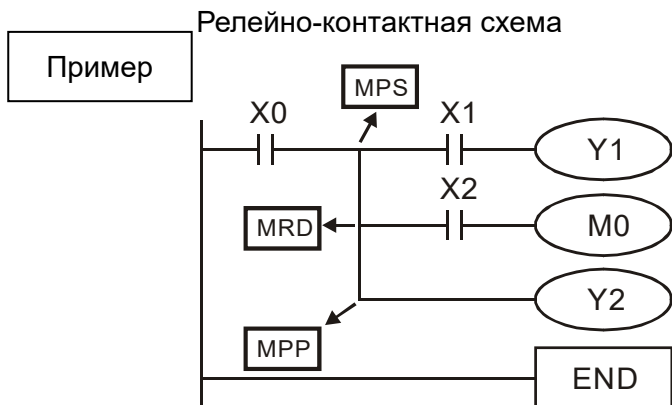 Релейно-контактная схема
Пример
MPS
X0
X1
Y1
X2
MRD
M0
Y2
MPP
END